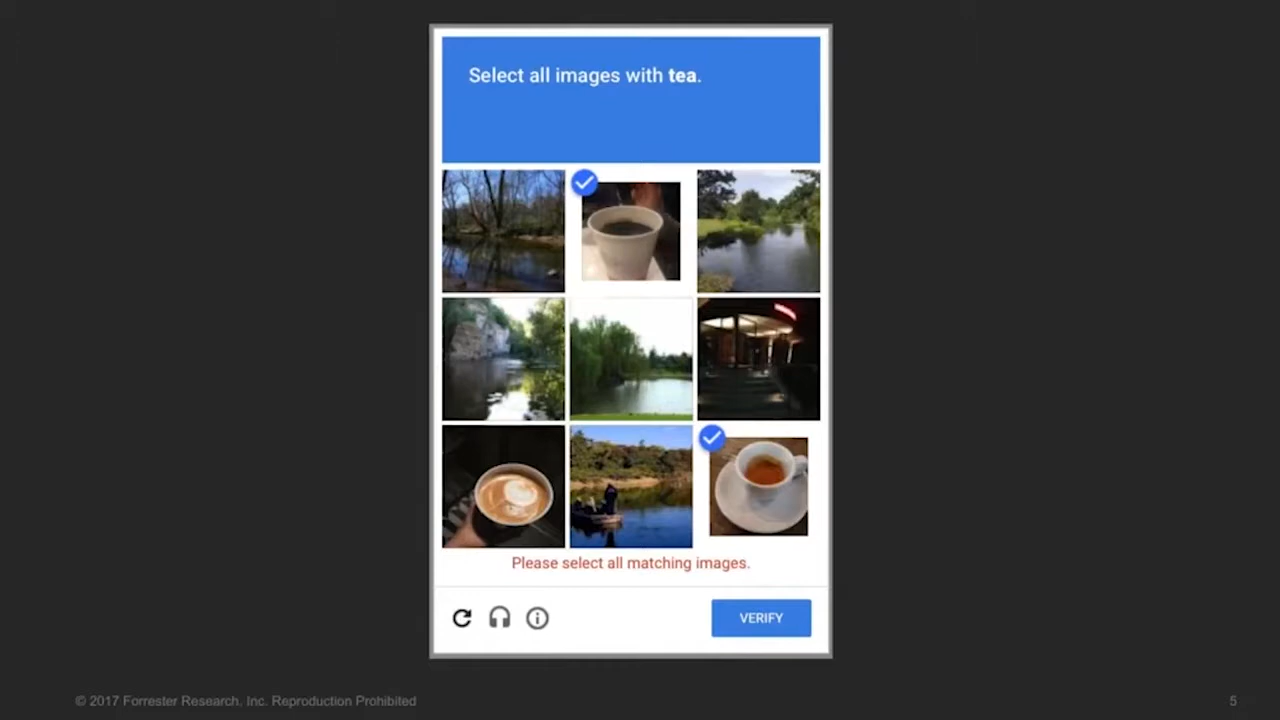 Select all images with tea.
Please select all matching images.
VERIFY
© 2017 Forrester Research, Inc. Reproduction Prohibited
5